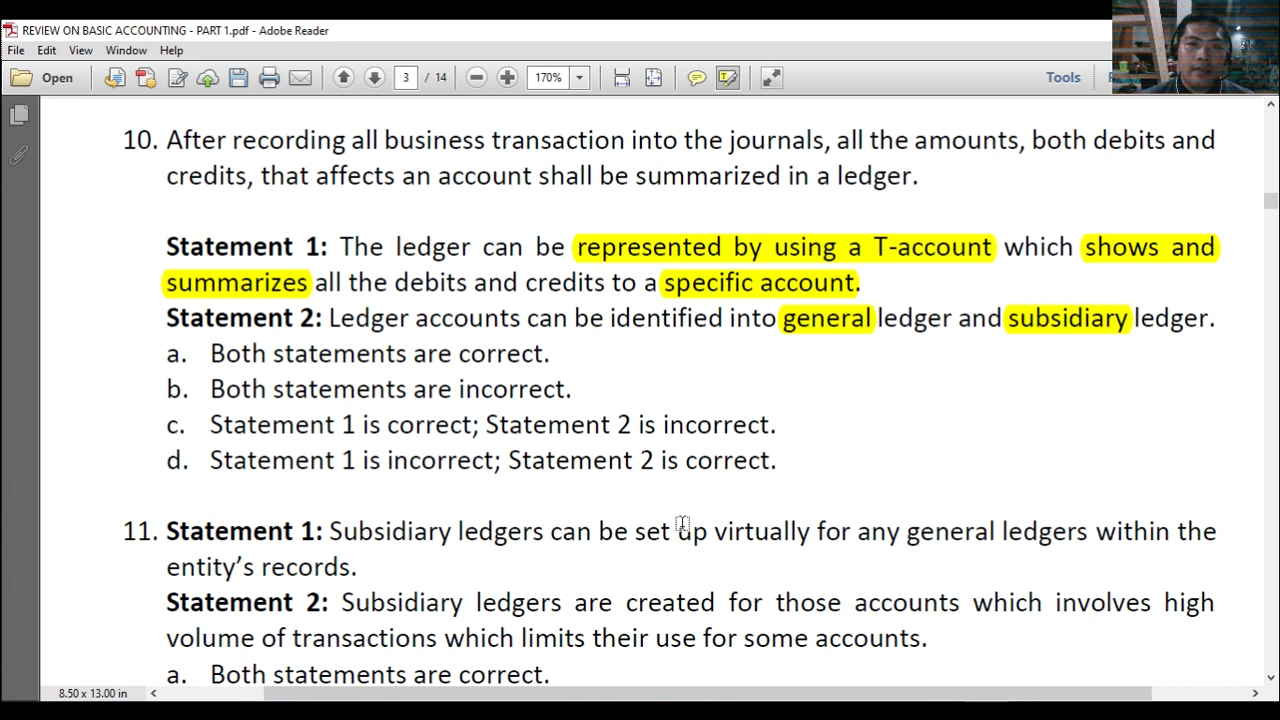 REVIEW ON BASIC ACCOUNTING - PART 1.pdf - Adobe Reader
File Edit View Window Help
Open 3 / 14 170% Tools
10. After recording all business transaction into the journals, all the amounts, both debits and
credits, that affects an account shall be summarized in a ledger.
Statement 1: The ledger can be represented by using a T-account which shows and
summarizes all the debits and credits to a specific account.
Statement 2: Ledger accounts can be identified into general ledger and subsidiary ledger.
a. Both statements are correct.
b. Both statements are incorrect.
c. Statement 1 is correct; Statement 2 is incorrect.
d. Statement 1 is incorrect; Statement 2 is correct.
11. Statement 1: Subsidiary ledgers can be set up virtually for any general ledgers within the
entity’s records.
Statement 2: Subsidiary ledgers are created for those accounts which involves high
volume of transactions which limits their use for some accounts.
a. Both statements are correct.
8.50 x 13.00 in